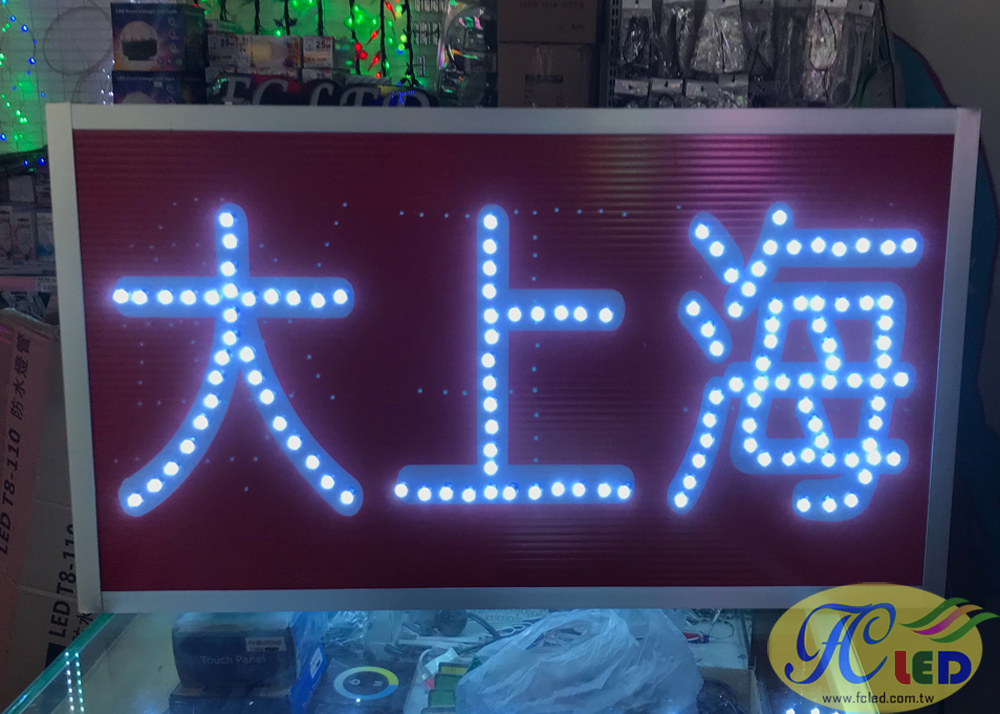 大上海
LED T8-110 防水燈管
LED T8-110
Touch Panel
FC LED
www.fcled.com.tw